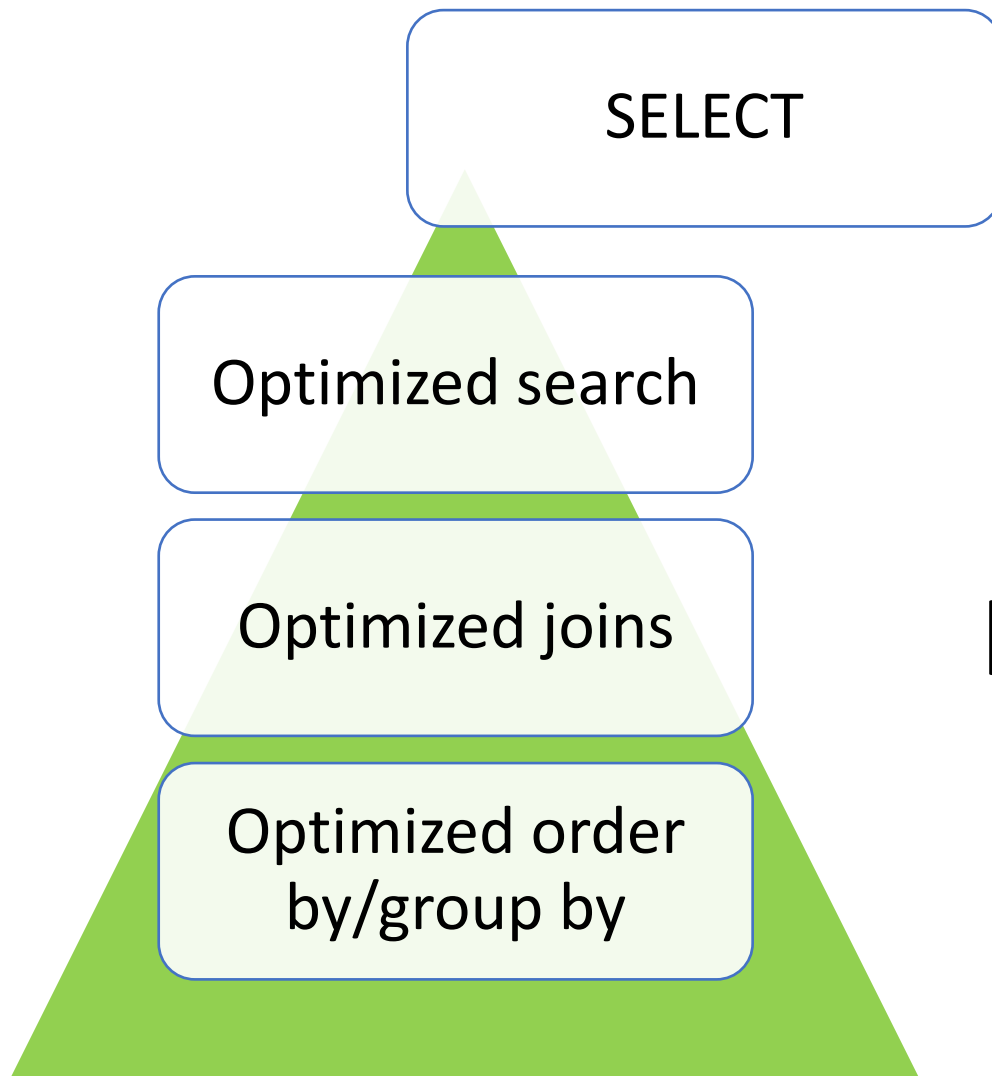 SELECT
Optimized search
Optimized joins
Optimized order
by/group by